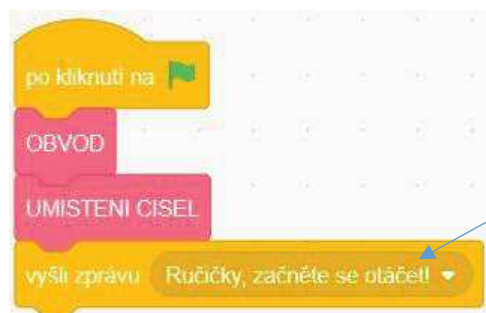 po kliknutí na
OBVOD
UMISTENI CISEL
vyšli zprávu Ručičky, začněte se otáčet!